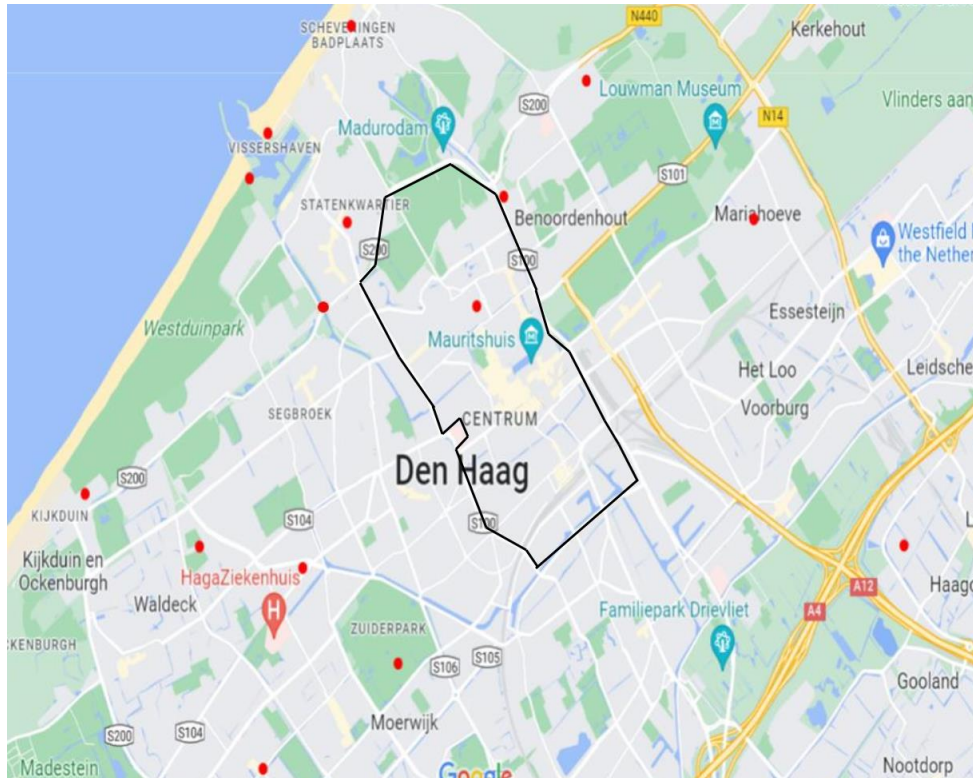 SCHEVENINGEN
BADPLAATS
N440
Kerkehout
Louwman Museum
S200
Vlinders aan
N14
Madurodam
VISSERSHAVEN
S101
STATENKWARTIER
Benoordenhout
Mariahoeve
Westfield
the Nether
S200
S100
Westduinpark
Mauritshuis
Essesteijn
Het Loo
Leidsche
Voorburg
SEGBROEK
CENTRUM
Den Haag
S200
KIJKDUIN
S104
S100
Kijkduin en
Ockenburgh
HagaZiekenhuis
A12
Haago
Waldeck
H
Familiepark Drievliet
A4
CKENBURGH
ZUIDERPARK
S106
S105
Gooland
S200
S104
Moerwijk
Madestein
Google
Nootdorp